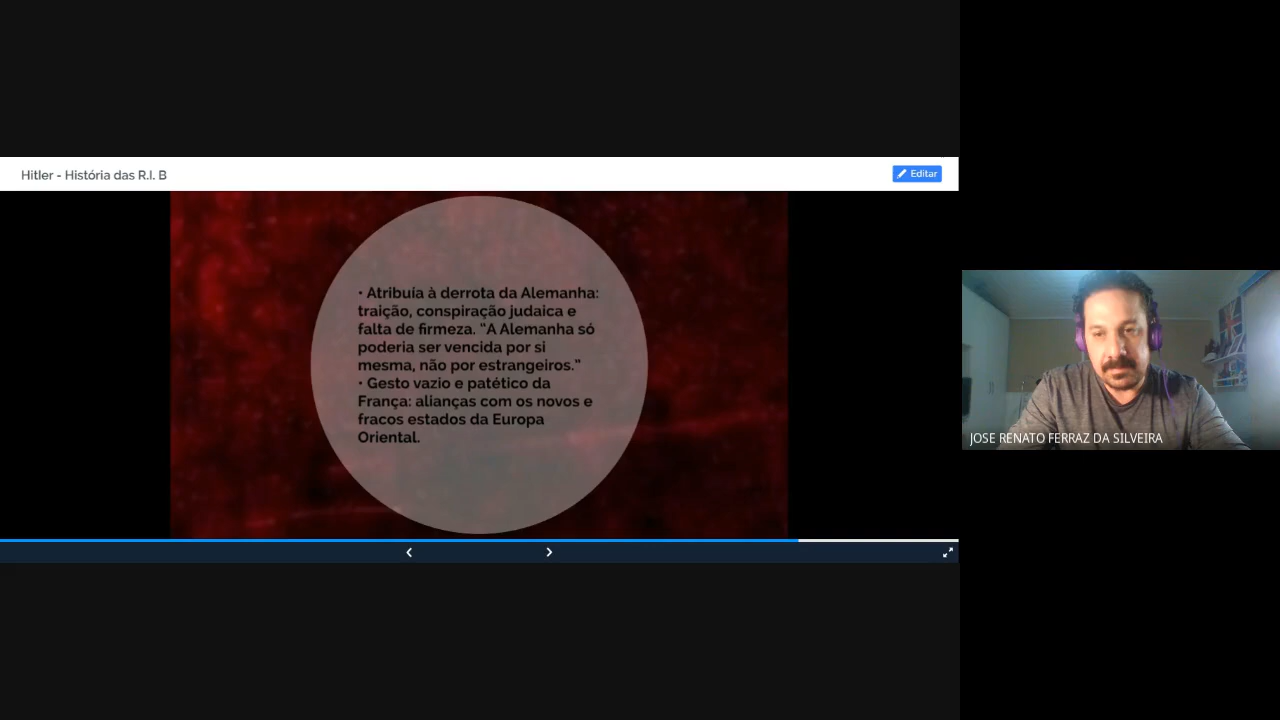 Hitler - História das R.I. B
Editar
• Atribuía à derrota da Alemanha:
traição, conspiração judaica e
falta de firmeza. "A Alemanha só
poderia ser vencida por si
mesma, não por estrangeiros."
• Gesto vazio e patético da
França: alianças com os novos e
fracos estados da Europa
Oriental.
JOSE RENATO FERRAZ DA SILVEIRA